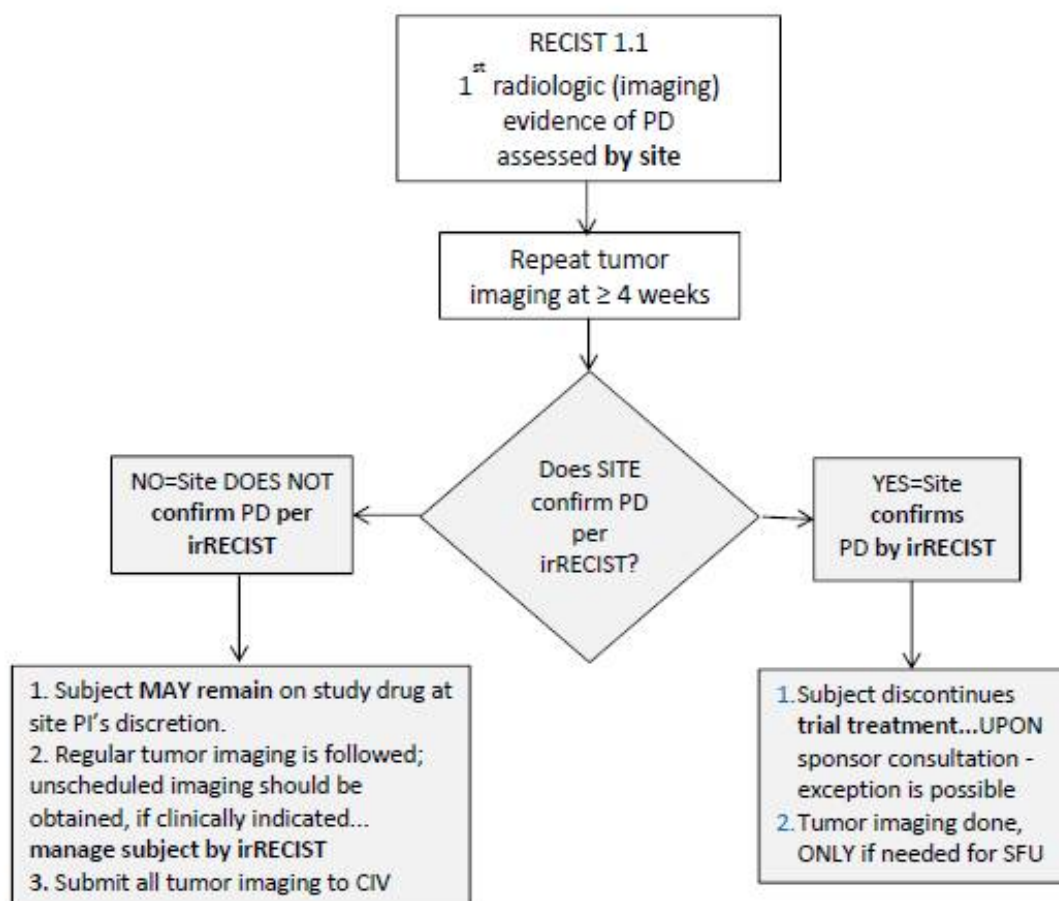 RECIST 1.1
1st radiologic (imaging)
evidence of PD
assessed by site
Repeat tumor
imaging at ≥ 4 weeks
Does SITE
confirm PD
per
irRECIST?
NO=Site DOES NOT
confirm PD per
irRECIST
YES=Site
confirms
PD by irRECIST
1. Subject MAY remain on study drug at
site PI's discretion.
2. Regular tumor imaging is followed;
unscheduled imaging should be
obtained, if clinically indicated...
manage subject by irRECIST
3. Submit all tumor imaging to CIV
1. Subject discontinues
trial treatment...UPON
sponsor consultation -
exception is possible
2. Tumor imaging done,
ONLY if needed for SFU